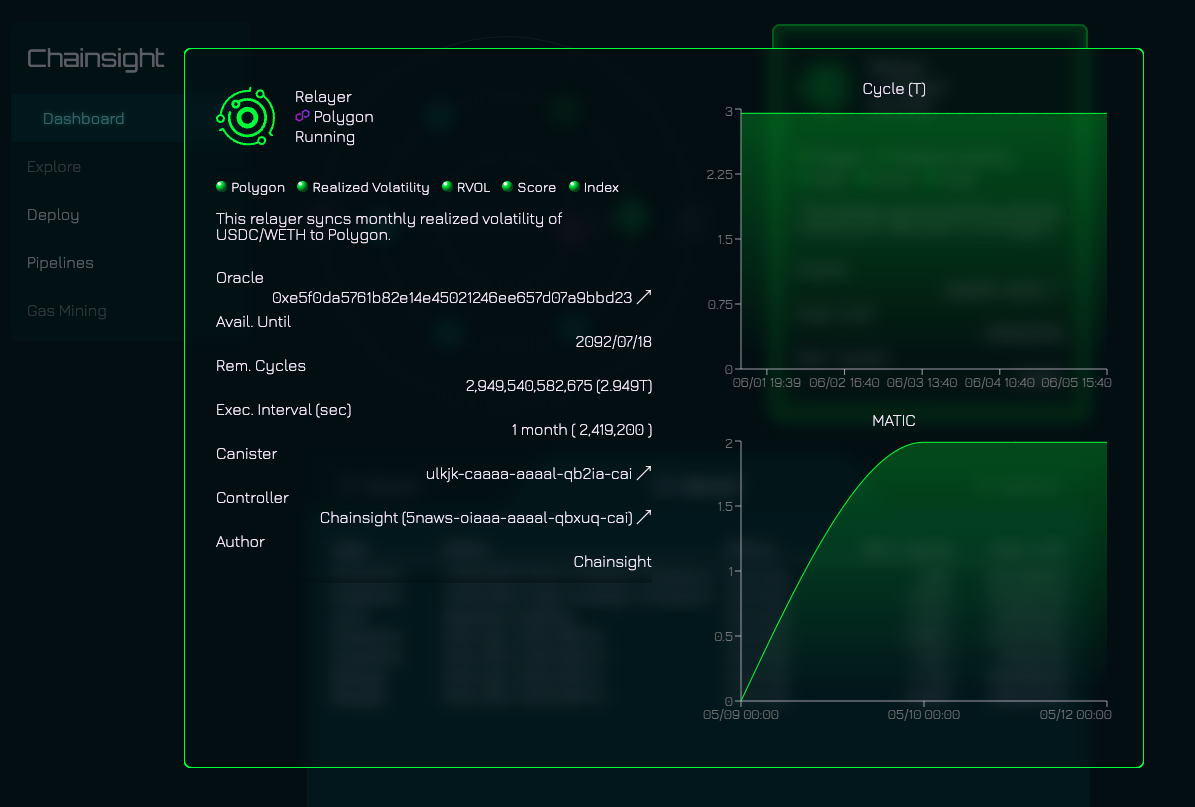 Chainsight
Dashboard
Explore
Deploy
Pipelines
Gas Mining
Relayer
Polygon
Running
Polygon Realized Volatility RVOL Score Index
This relayer syncs monthly realized volatility of
USDC/WETH to Polygon.
Oracle
0xe5f0da5761b82e14e45021246ee657d07a9bbd23
Avail. Until
2092/07/18
Rem. Cycles
2,949,540,582,675 (2.949T)
Exec. Interval (sec)
1 month ( 2,419,200 )
Canister
ulkjk-caaaa-aaaal-qb2ia-cai
Controller
Chainsight (5naws-oiaaa-aaaal-qbxuq-cai)
Author
Chainsight
Cycle (T)
3
2.25
1.5
0.75
0
06/01 19:39 06/02 16:40 06/03 13:40 06/04 10:40 06/05 15:40
MATIC
2
1.5
1
0.5
0
05/09 00:00 05/10 00:00 05/12 00:00